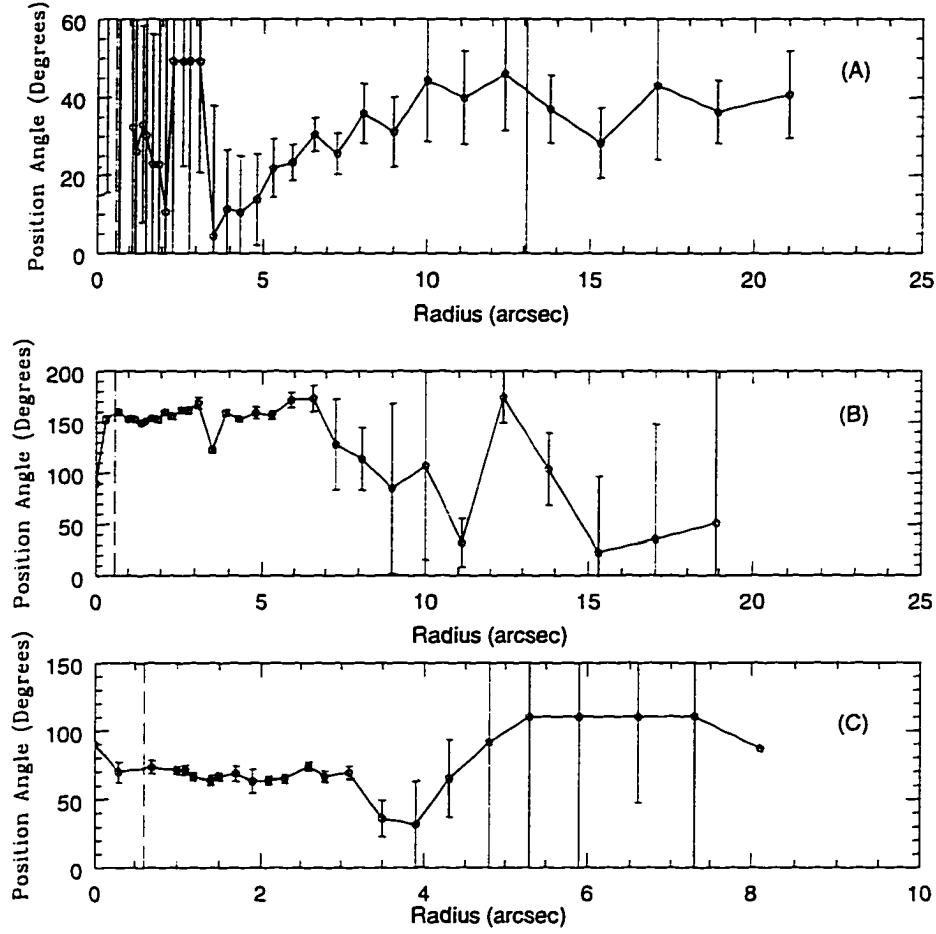 Position Angle (Degrees)
60
40
20
0
(A)
0 5 10 15 20 25
Radius (arcsec)
Position Angle (Degrees)
200
150
100
50
0
(B)
0 5 10 15 20 25
Radius (arcsec)
Position Angle (Degrees)
150
100
50
0
(C)
0 2 4 6 8 10
Radius (arcsec)